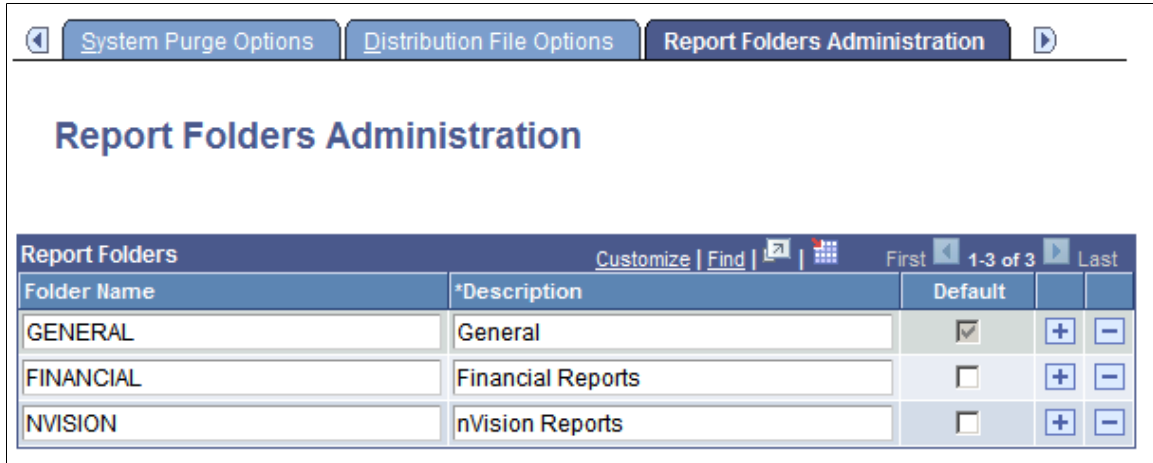 System Purge Options Distribution File Options Report Folders Administration
Report Folders Administration
Report Folders Customize | Find | | First 1-3 of 3 Last
Folder Name *Description Default
GENERAL General
FINANCIAL Financial Reports
NVISION nVision Reports